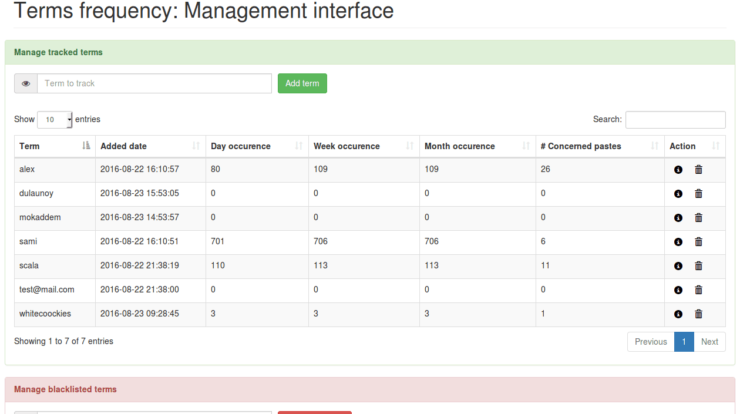 Terms frequency: Management interface
Manage tracked terms
Term to track Add term
Show 10 entries Search:
Term Added date Day occurence Week occurence Month occurence # Concerned pastes Action
alex 2016-08-22 16:10:57 80 109 109 26
dulaunoy 2016-08-23 15:53:05 0 0 0 0
mokaddem 2016-08-23 14:53:57 0 0 0 0
sami 2016-08-22 16:10:51 701 706 706 6
scala 2016-08-22 21:38:19 110 113 113 11
test@mail.com 2016-08-22 21:38:00 0 0 0 0
whitecoockies 2016-08-23 09:28:45 3 3 3 1
Showing 1 to 7 of 7 entries Previous 1 Next
Manage blacklisted terms